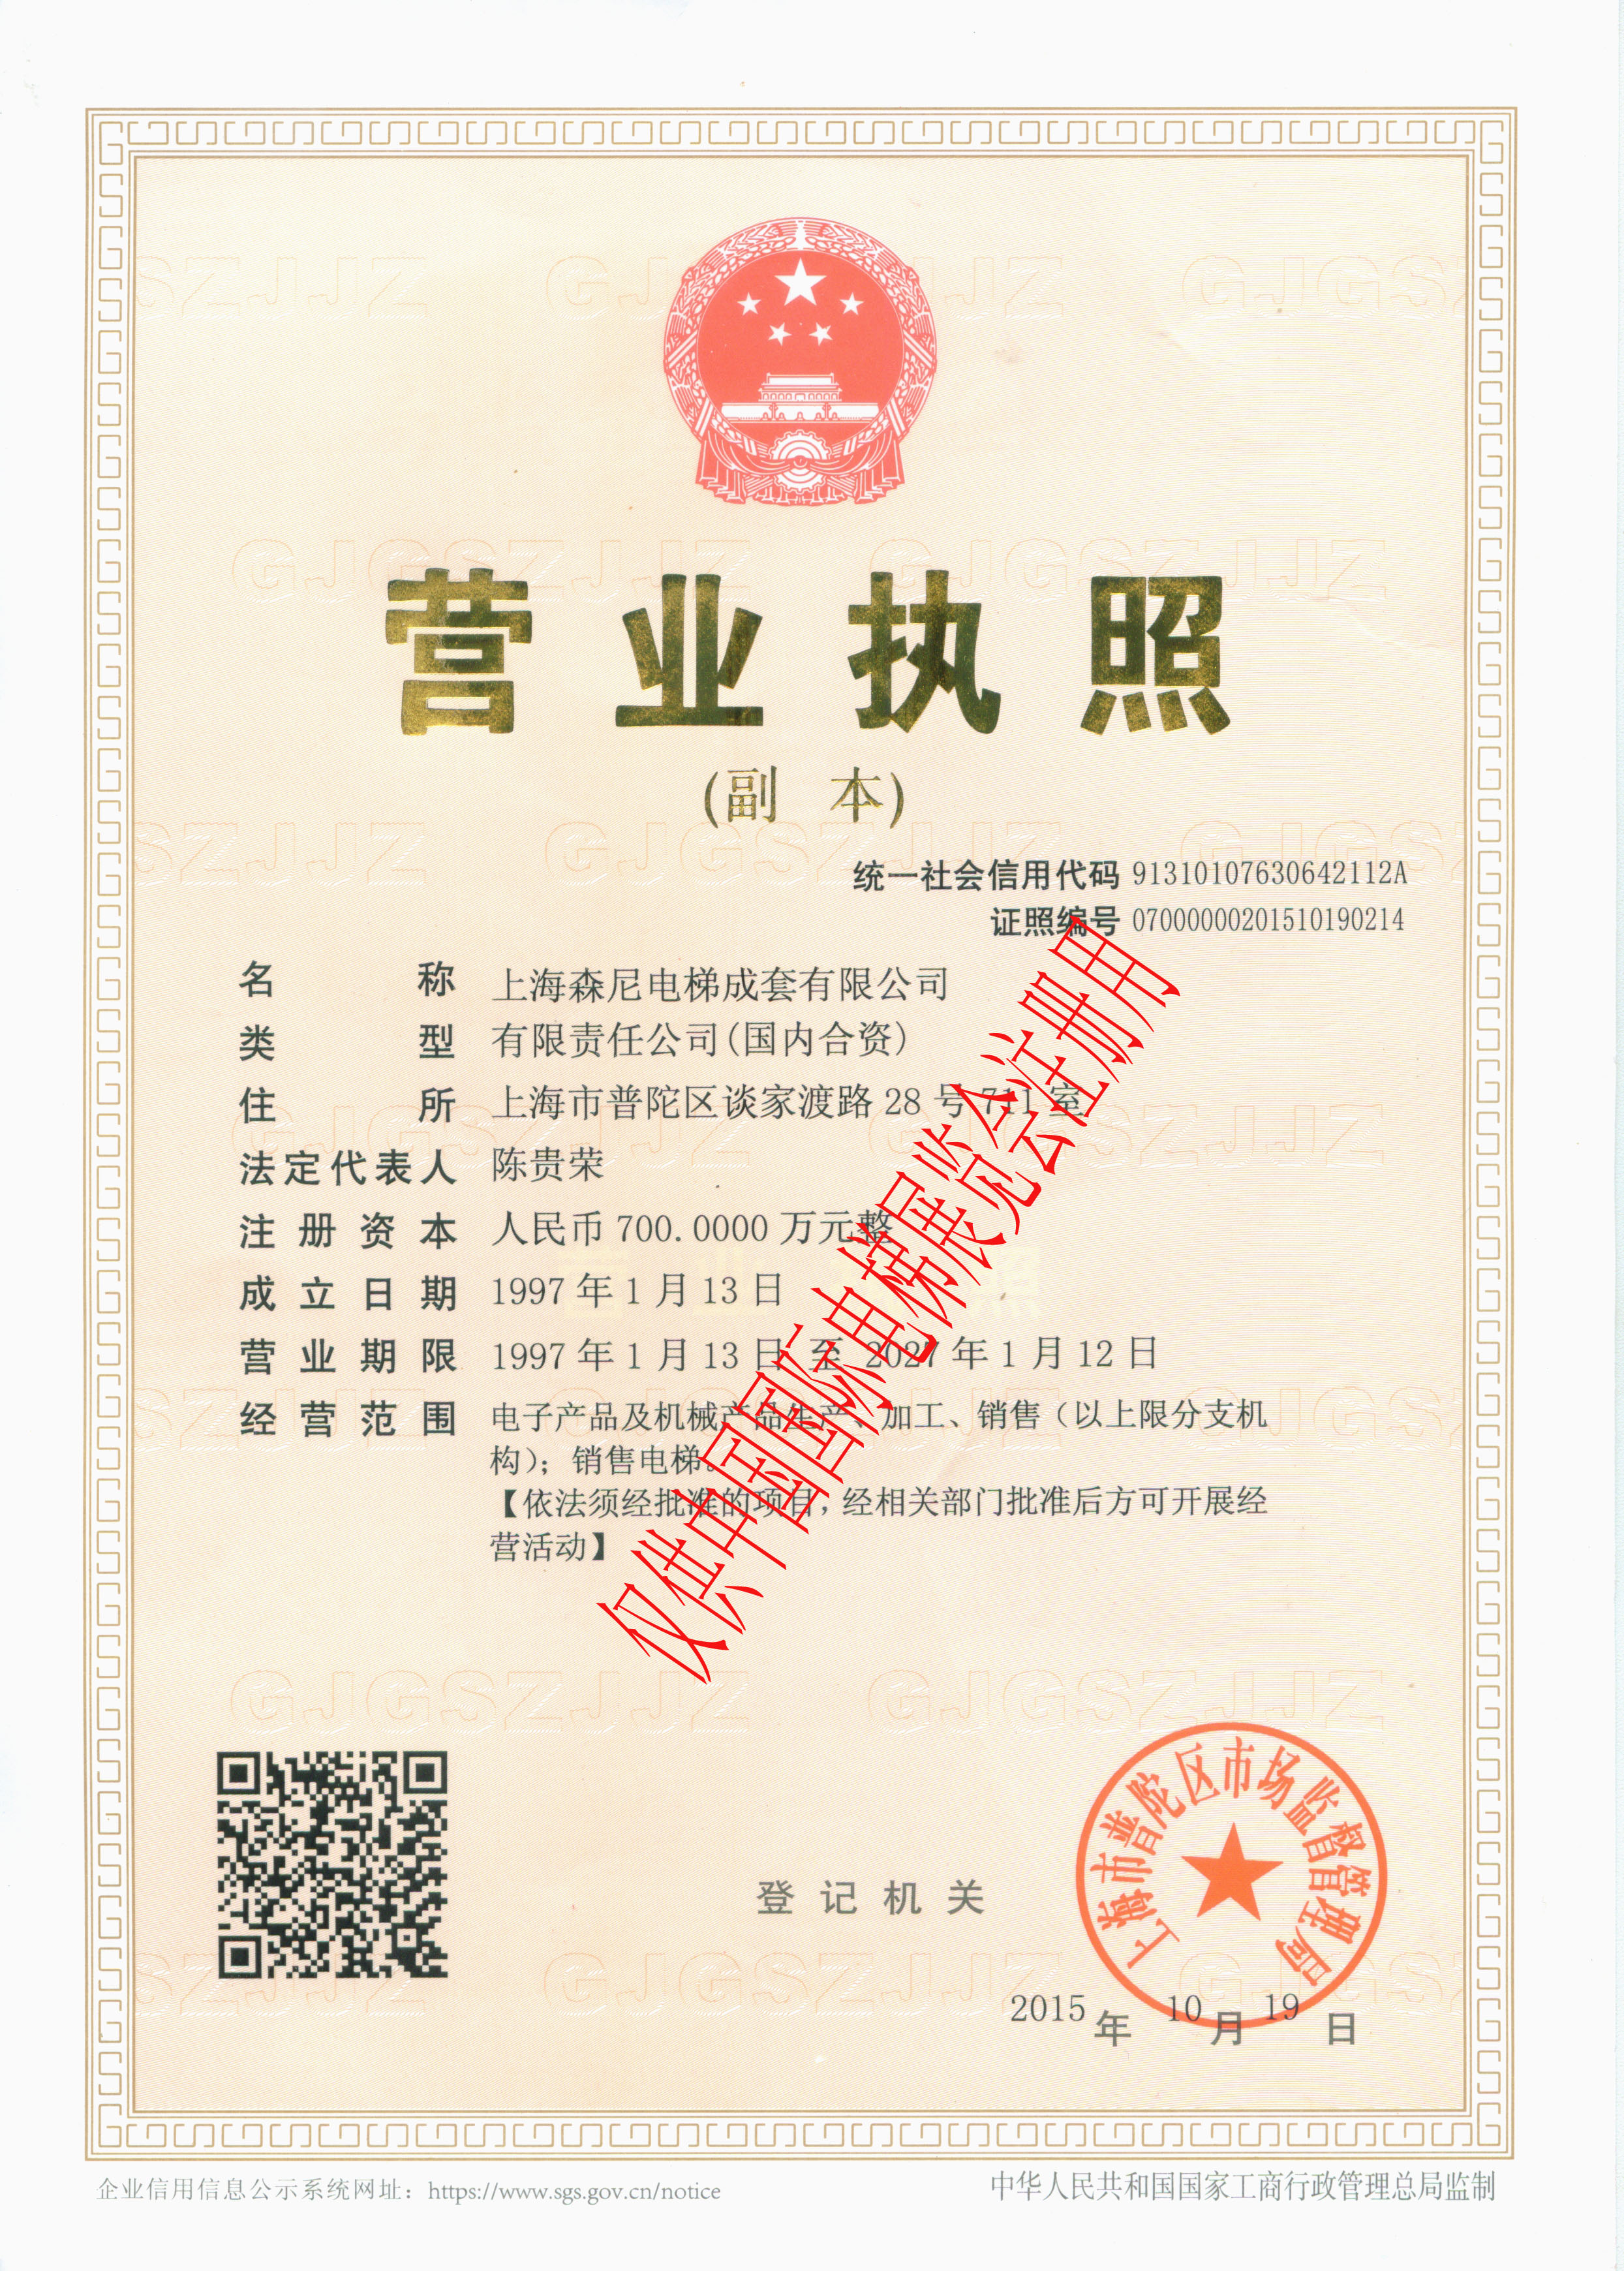 营业执照
(副 本)
统一社会信用代码 91310107630642112A
证照编号 07000000201510190214
名称 上海森尼电梯成套有限公司
类型 有限责任公司(国内合资)
住所 上海市普陀区谈家渡路 28 号 711 室
法定代表人 陈贵荣
注册资本 人民币 700.0000 万元整
成立日期 1997 年 1 月 13 日
营业期限 1997 年 1 月 13 日 至 2027 年 1 月 12 日
经营范围 电子产品及机械产品生产、加工、销售（以上限分支机
构）；销售电梯。
【依法须经批准的项目，经相关部门批准后方可开展经
营活动】
仅供中国国际电梯展览会注册用
登记机关
上海市普陀区市场监督管理局
2015 年 10 月 19 日
企业信用信息公示系统网址：https://www.sgs.gov.cn/notice
中华人民共和国国家工商行政管理总局监制
GJGSZJJZ